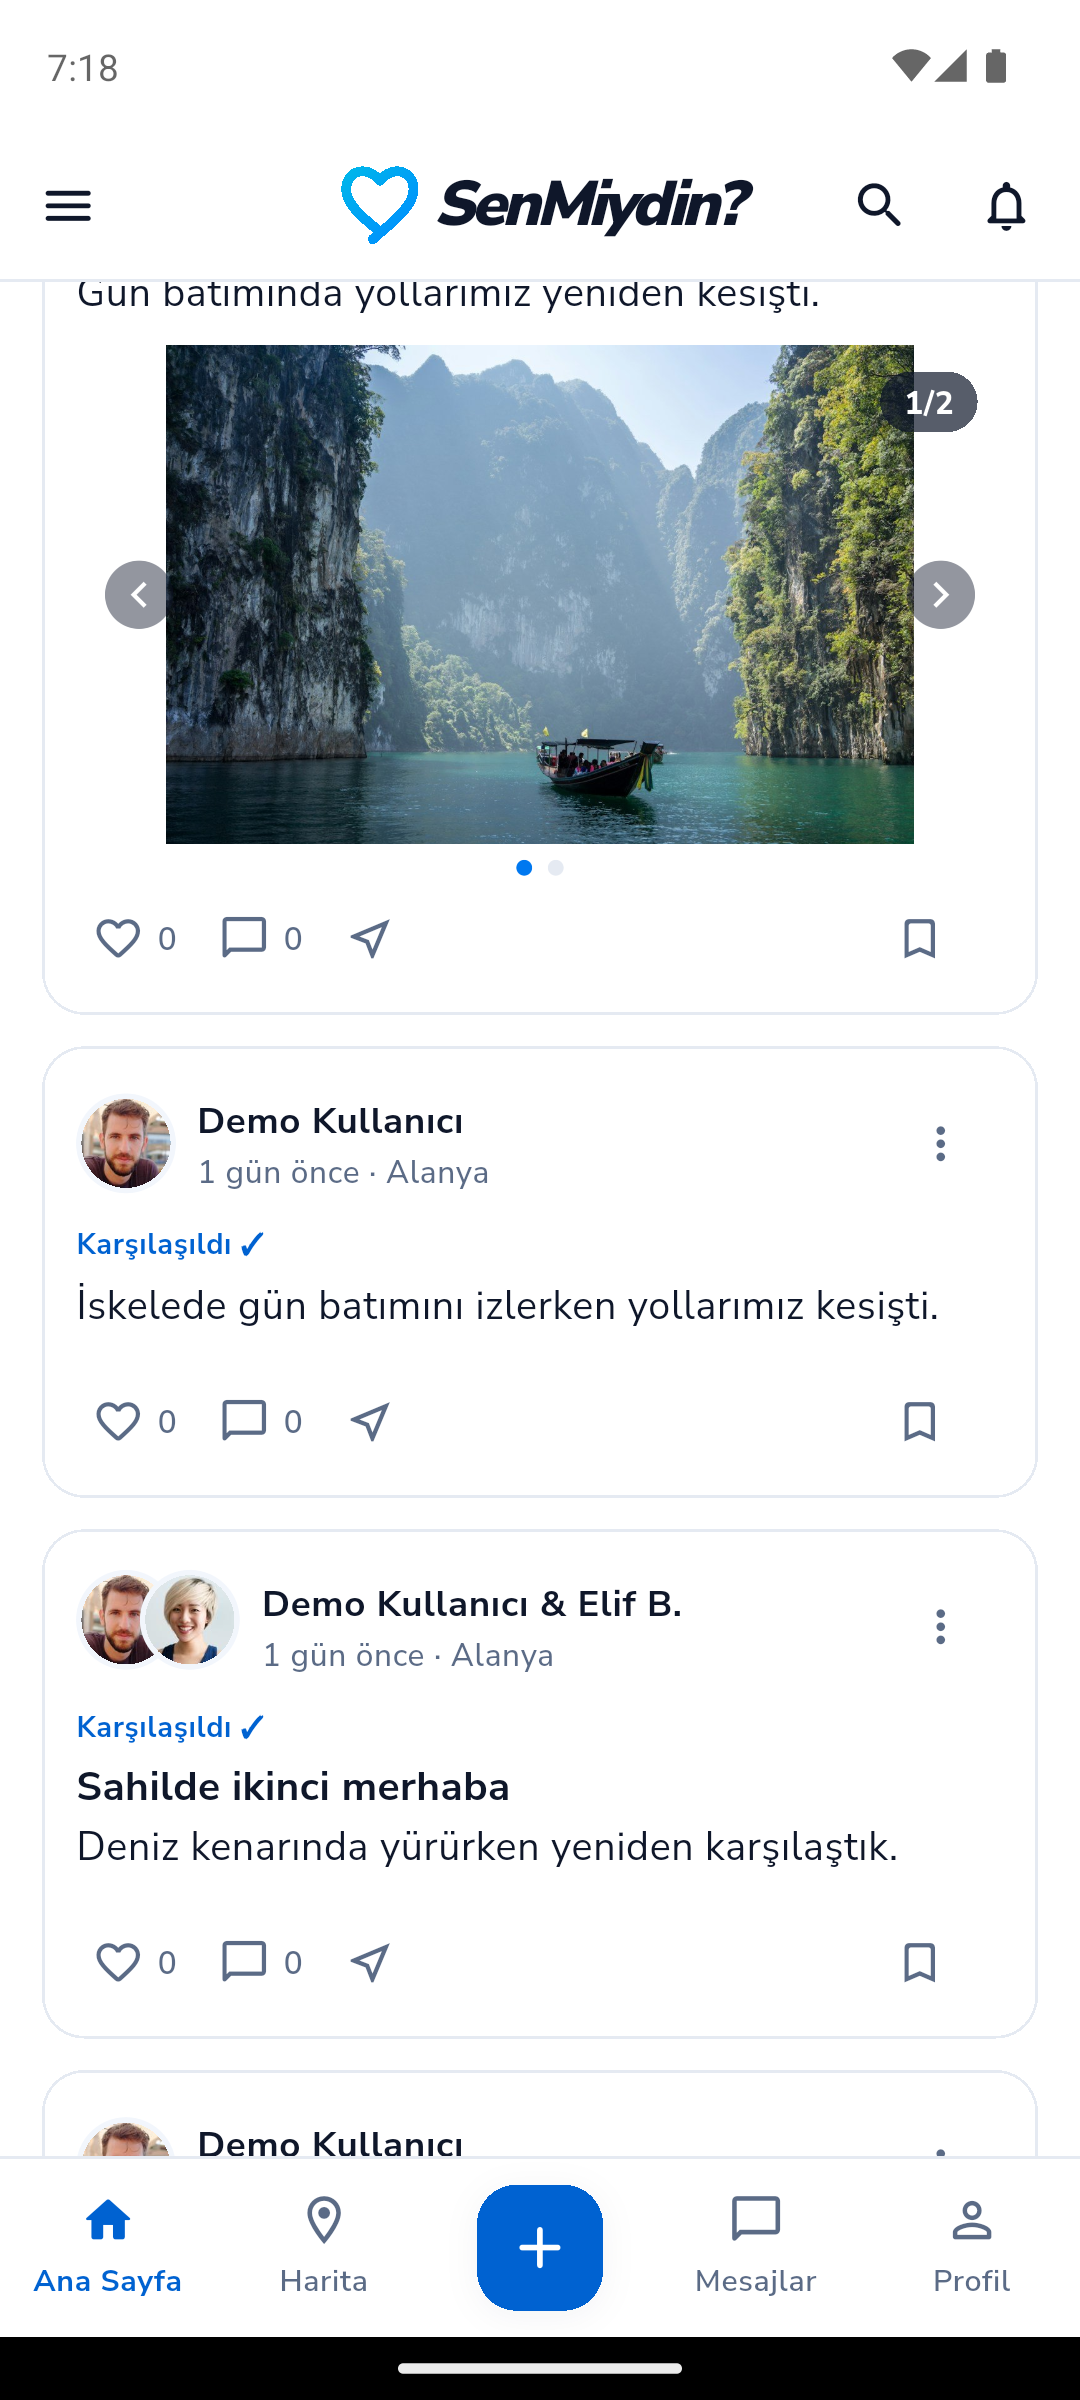 7:18
SenMiydin?
Gün batımında yollarımız yeniden kesişti.
1/2
0 0
Demo Kullanıcı
1 gün önce · Alanya
Karşılaşıldı ✓
İskelede gün batımını izlerken yollarımız kesişti.
0 0
Demo Kullanıcı & Elif B.
1 gün önce · Alanya
Karşılaşıldı ✓
Sahilde ikinci merhaba
Deniz kenarında yürürken yeniden karşılaştık.
0 0
Demo Kullanıcı
Ana Sayfa Harita Mesajlar Profil